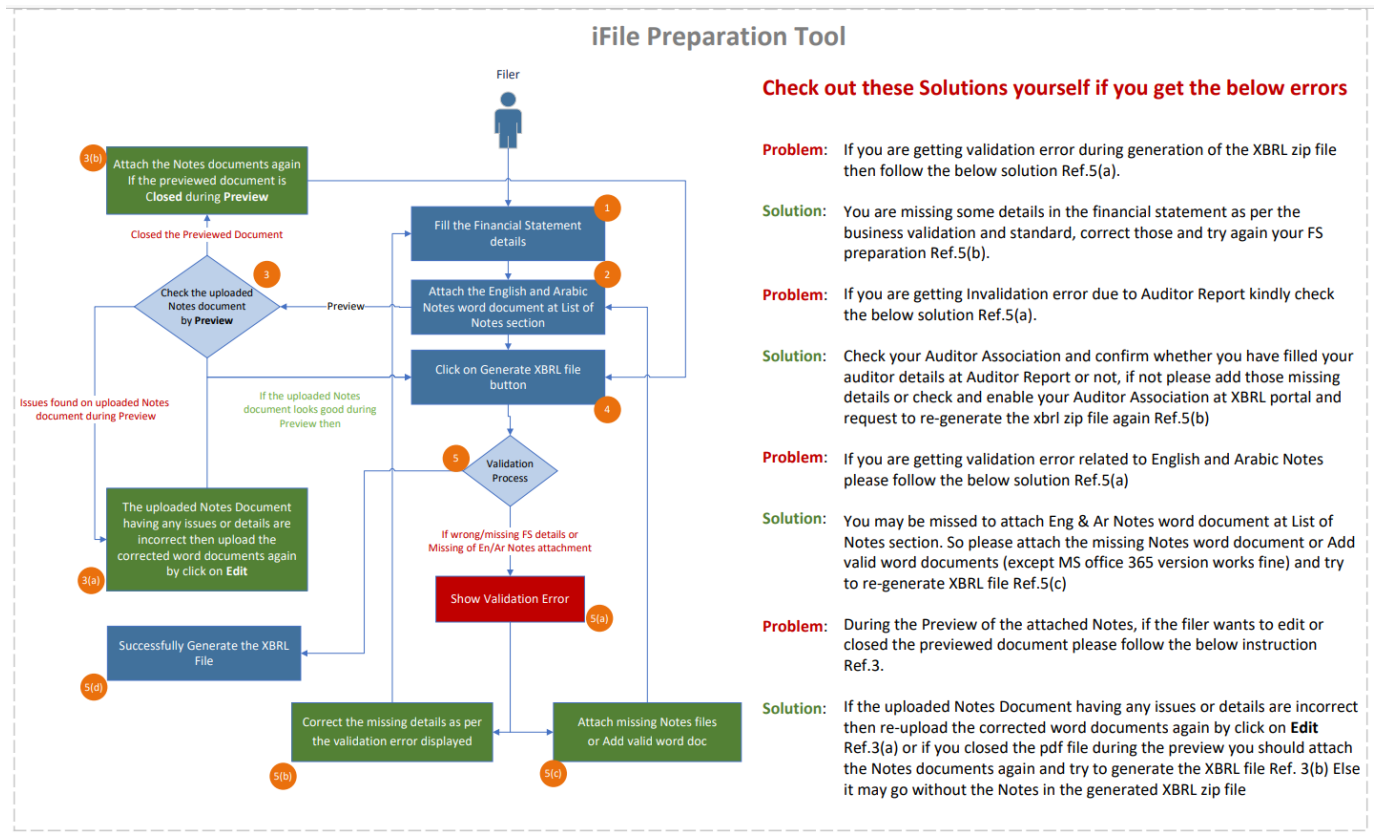 iFile Preparation Tool
Filer
3(b)
Attach the Notes documents again
If the previewed document is
Closed during Preview
Closed the Previewed Document
1
Fill the Financial Statement
details
2
Attach the English and Arabic
Notes word document at List of
Notes section
3
Check the uploaded
Notes document
by Preview
Preview
Click on Generate XBRL file
button
4
Issues found on uploaded Notes
document during Preview
If the uploaded Notes
document looks good during
Preview then
5
Validation
Process
The uploaded Notes Document
having any issues or details are
incorrect then upload the
corrected word documents again
by click on Edit
3(a)
If wrong/missing FS details or
Missing of En/Ar Notes attachment
Show Validation Error
5(a)
Successfully Generate the XBRL
File
5(d)
Correct the missing details as per
the validation error displayed
5(b)
Attach missing Notes files
or Add valid word doc
5(c)
Check out these Solutions yourself if you get the below errors
Problem: If you are getting validation error during generation of the XBRL zip file
then follow the below solution Ref.5(a).
Solution: You are missing some details in the financial statement as per the
business validation and standard, correct those and try again your FS
preparation Ref.5(b).
Problem: If you are getting Invalidation error due to Auditor Report kindly check
the below solution Ref.5(a).
Solution: Check your Auditor Association and confirm whether you have filled your
auditor details at Auditor Report or not, if not please add those missing
details or check and enable your Auditor Association at XBRL portal and
request to re-generate the xbrl zip file again Ref.5(b)
Problem: If you are getting validation error related to English and Arabic Notes
please follow the below solution Ref.5(a)
Solution: You may be missed to attach Eng & Ar Notes word document at List of
Notes section. So please attach the missing Notes word document or Add
valid word documents (except MS office 365 version works fine) and try
to re-generate XBRL file Ref.5(c)
Problem: During the Preview of the attached Notes, if the filer wants to edit or
closed the previewed document please follow the below instruction
Ref.3.
Solution: If the uploaded Notes Document having any issues or details are incorrect
then re-upload the corrected word documents again by click on Edit
Ref.3(a) or if you closed the pdf file during the preview you should attach
the Notes documents again and try to generate the XBRL file Ref. 3(b) Else
it may go without the Notes in the generated XBRL zip file